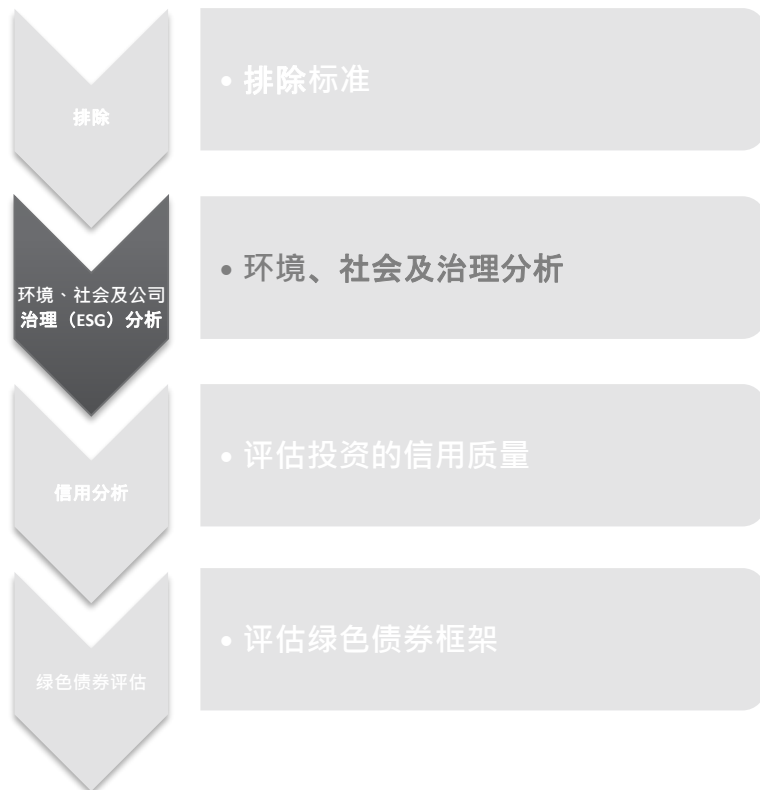 排除
• 排除标准
环境、社会及公司
治理（ESG）分析
• 环境、社会及治理分析
信用分析
• 评估投资的信用质量
绿色债券评估
• 评估绿色债券框架